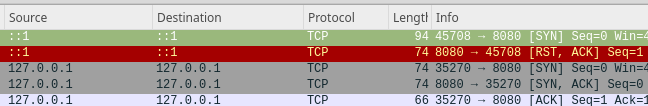 Source Destination Protocol Length Info
::1 ::1 TCP 94 45708 → 8080 [SYN] Seq=0 Win=4
::1 ::1 TCP 74 8080 → 45708 [RST, ACK] Seq=1
127.0.0.1 127.0.0.1 TCP 74 35270 → 8080 [SYN] Seq=0 Win=4
127.0.0.1 127.0.0.1 TCP 74 8080 → 35270 [SYN, ACK] Seq=0
127.0.0.1 127.0.0.1 TCP 66 35270 → 8080 [ACK] Seq=1 Ack=1